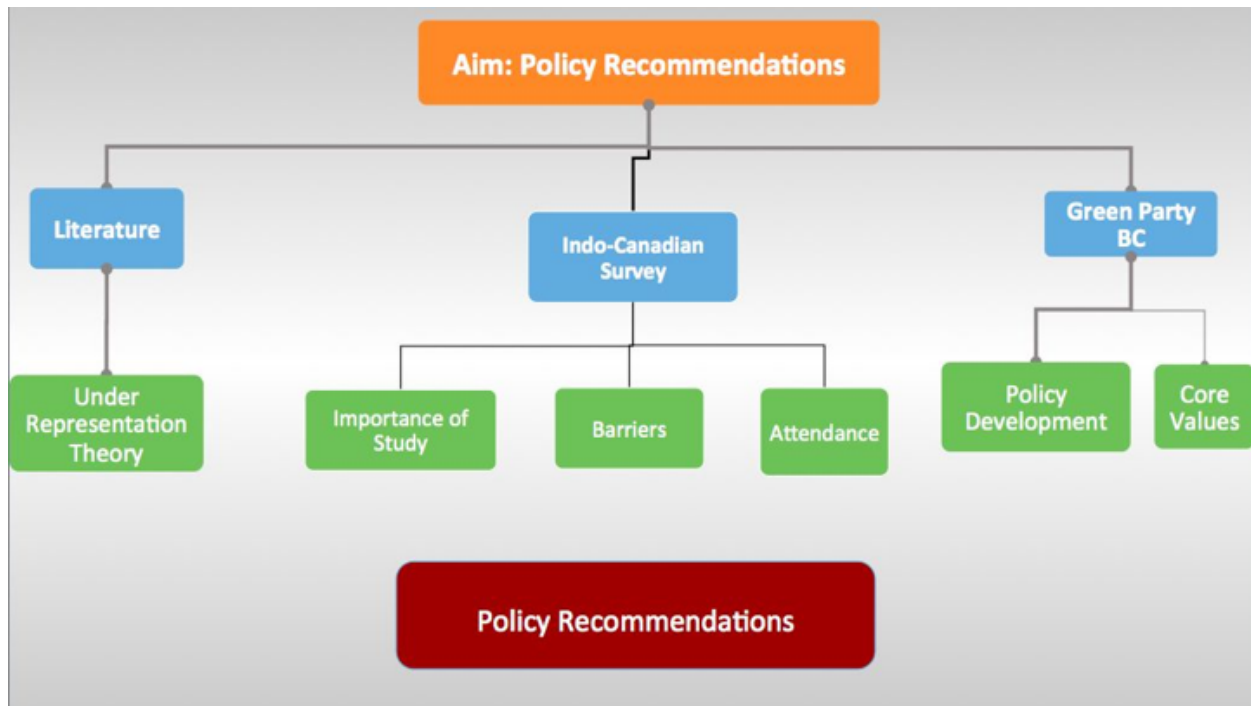 Aim: Policy Recommendations
Literature
Indo-Canadian
Survey
Green Party
BC
Under
Representation
Theory
Importance of
Study
Barriers
Attendance
Policy
Development
Core
Values
Policy Recommendations